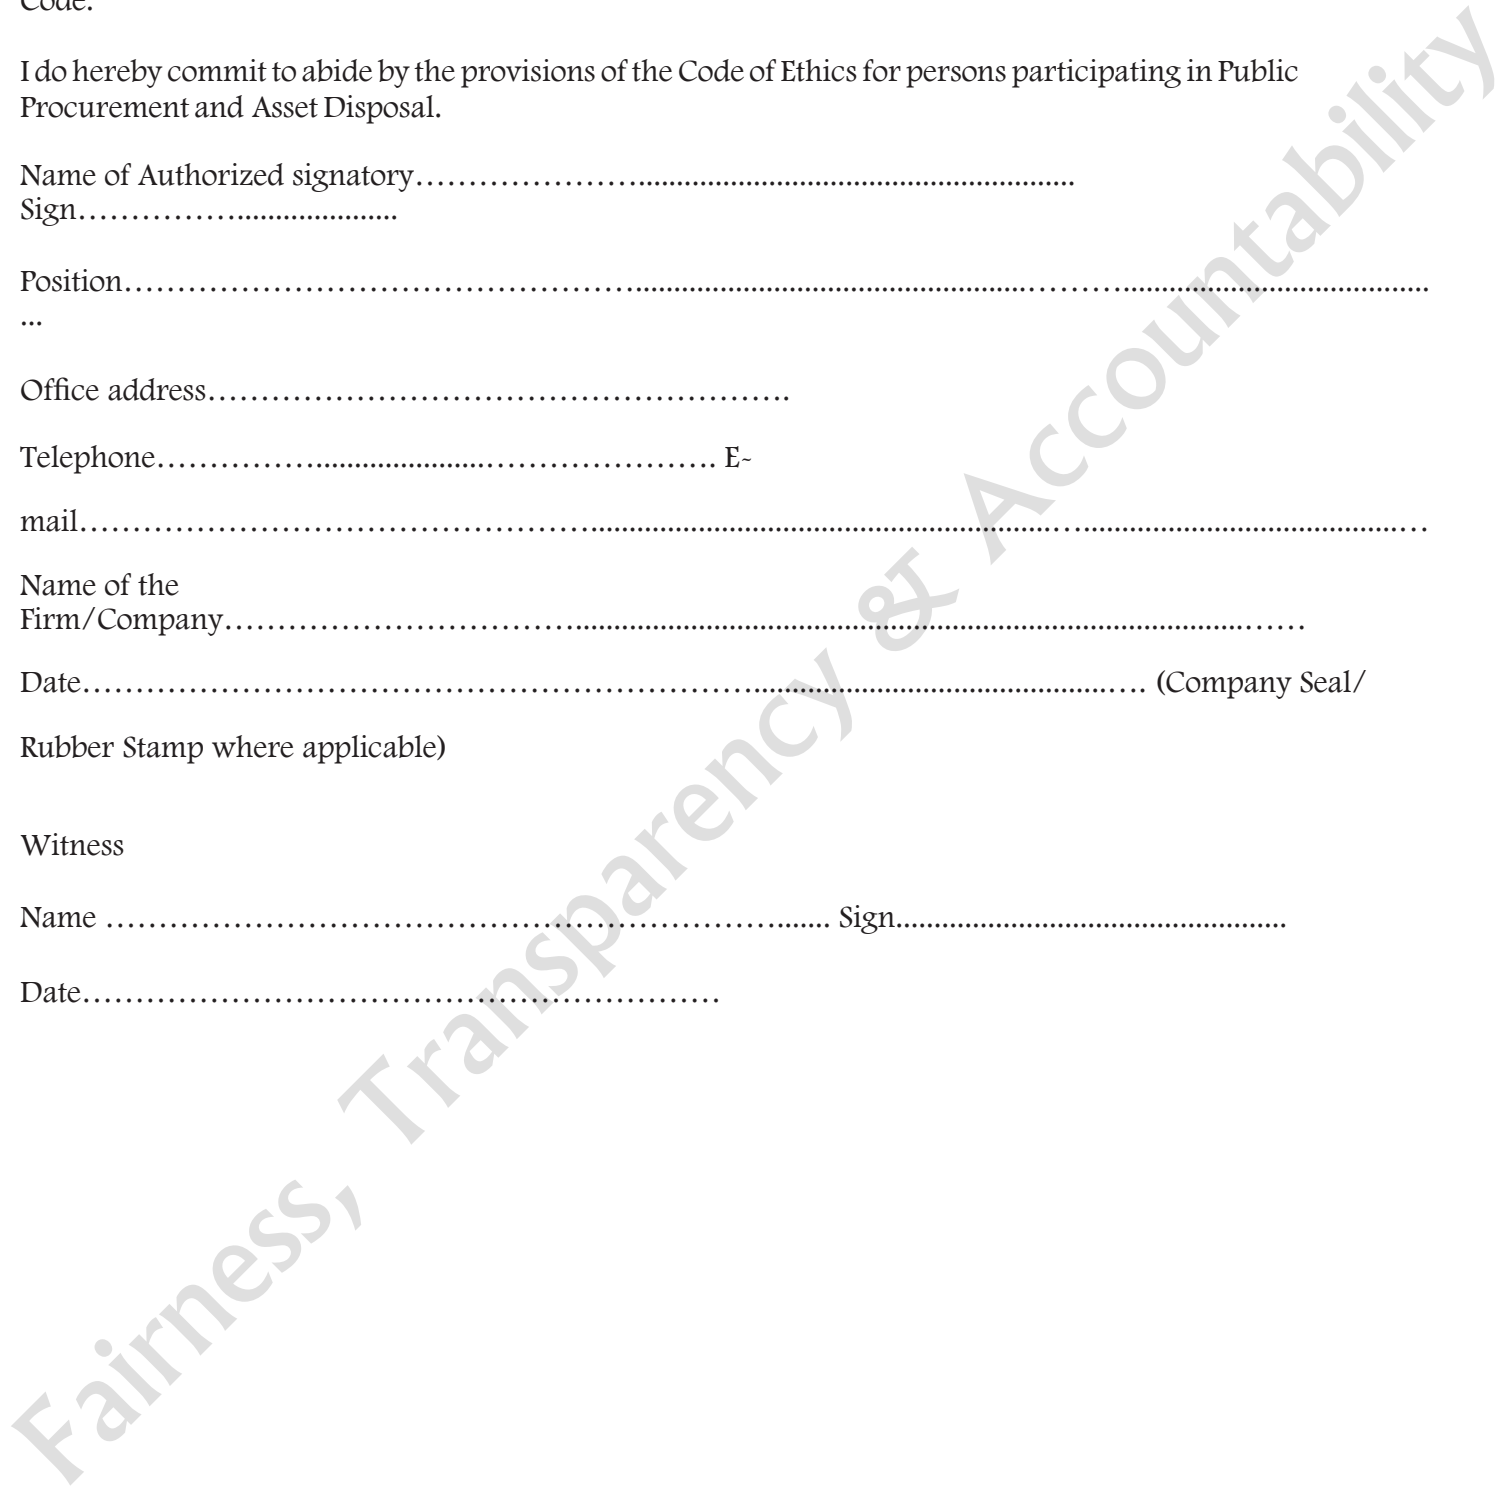 Code.
I do hereby commit to abide by the provisions of the Code of Ethics for persons participating in Public
Procurement and Asset Disposal.
Name of Authorized signatory…………………..........................................................
Sign…………….....................
Position…………………………………………...................................................………........................................
...
Office address……………………………………………….
Telephone……………......................…………………. E~
mail…………………………………………............................................................….........................................…
Name of the
Firm/Company……………………………......................................................................................……
Date………………………………………………………...............................................…. (Company Seal/
Rubber Stamp where applicable)
Witness
Name ………………………………………………………....... Sign...................................................
Date……………………………………………………
Fairness, Transparency & Accountability